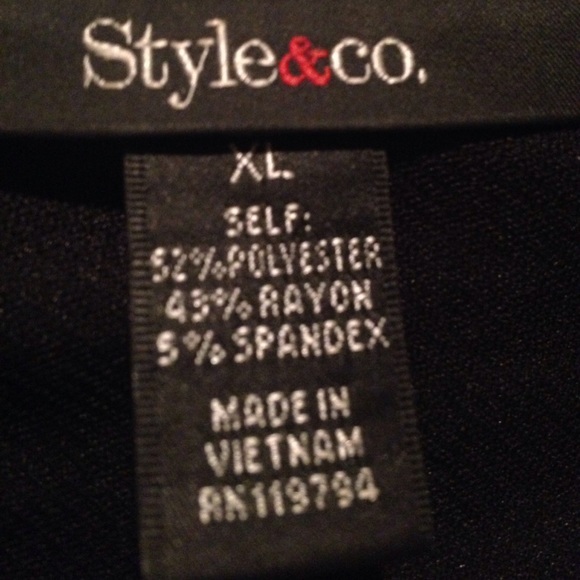 Style&co.
XL
SELF:
52%POLYESTER
43% RAYON
5% SPANDEX
MADE IN
VIETNAM
RN119794